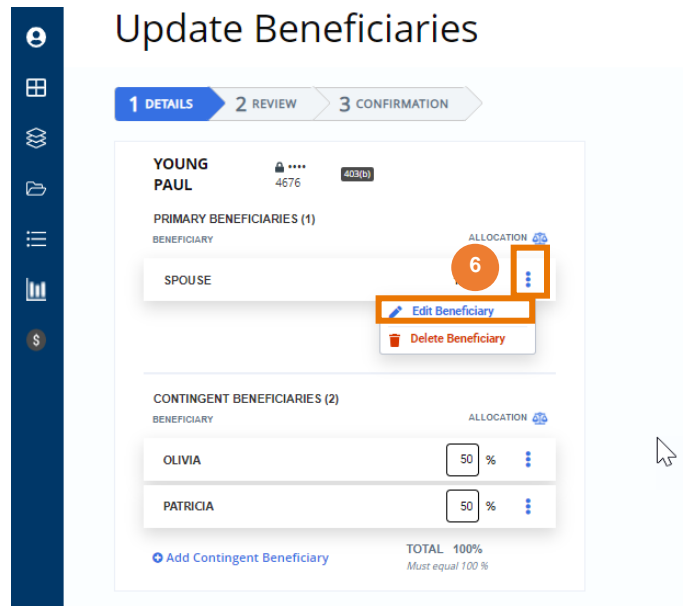 Update Beneficiaries
1 DETAILS 2 REVIEW 3 CONFIRMATION
YOUNG PAUL •••• 4676 403(b)
PRIMARY BENEFICIARIES (1)
BENEFICIARY ALLOCATION
SPOUSE 6
Edit Beneficiary
Delete Beneficiary
CONTINGENT BENEFICIARIES (2)
BENEFICIARY ALLOCATION
OLIVIA 50 %
PATRICIA 50 %
Add Contingent Beneficiary TOTAL 100%
Must equal 100 %
$